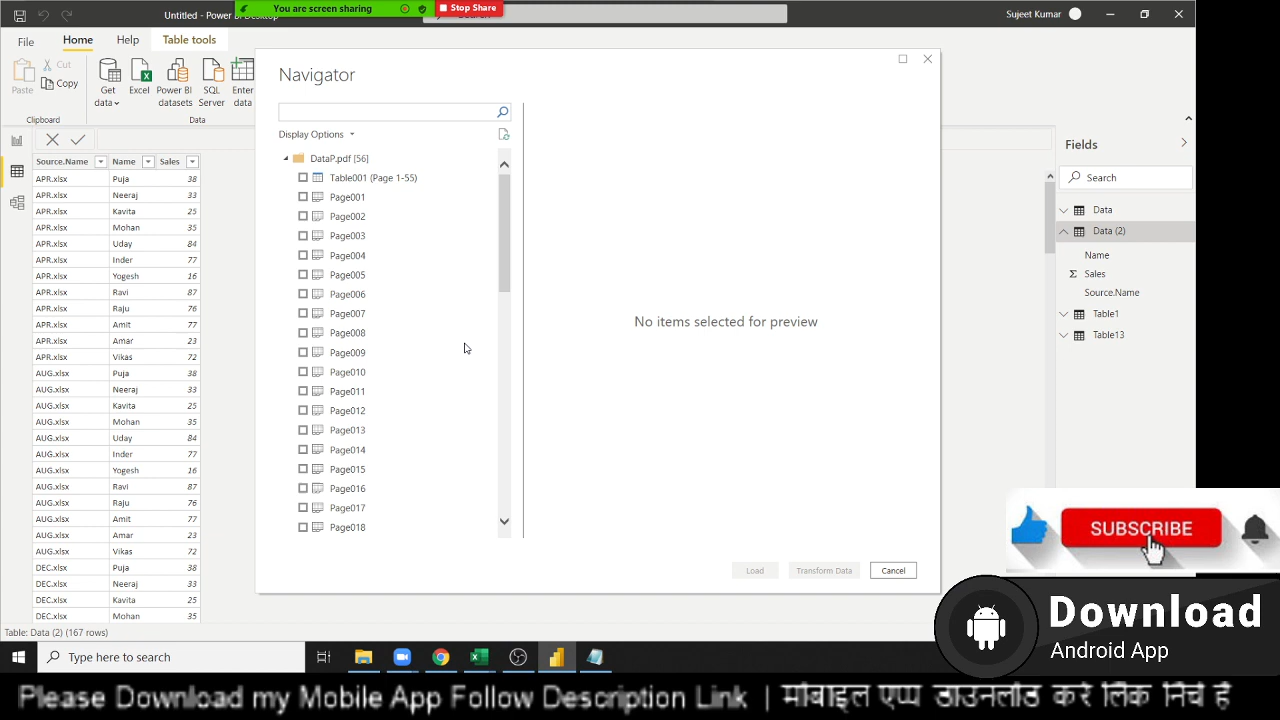 Untitled - Power BI Desktop
You are screen sharing
Stop Share
Search
Sujeet Kumar
File
Home
Help
Table tools
Paste
Cut
Copy
Clipboard
Get data
Excel
Power BI datasets
SQL Server
Enter data
Data
Navigator
Display Options
DataP.pdf [56]
Table001 (Page 1-55)
Page001
Page002
Page003
Page004
Page005
Page006
Page007
Page008
Page009
Page010
Page011
Page012
Page013
Page014
Page015
Page016
Page017
Page018
No items selected for preview
Load
Transform Data
Cancel
Source.Name Name Sales
APR.xlsx Puja 38
APR.xlsx Neeraj 33
APR.xlsx Kavita 25
APR.xlsx Mohan 35
APR.xlsx Uday 84
APR.xlsx Inder 77
APR.xlsx Yogesh 16
APR.xlsx Ravi 87
APR.xlsx Raju 76
APR.xlsx Amit 77
APR.xlsx Amar 23
APR.xlsx Vikas 72
AUG.xlsx Puja 38
AUG.xlsx Neeraj 33
AUG.xlsx Kavita 25
AUG.xlsx Mohan 35
AUG.xlsx Uday 84
AUG.xlsx Inder 77
AUG.xlsx Yogesh 16
AUG.xlsx Ravi 87
AUG.xlsx Raju 76
AUG.xlsx Amit 77
AUG.xlsx Amar 23
AUG.xlsx Vikas 72
DEC.xlsx Puja 38
DEC.xlsx Neeraj 33
DEC.xlsx Kavita 25
DEC.xlsx Mohan 35
Table: Data (2) (167 rows)
Fields
Search
Data
Data (2)
Name
Σ Sales
Source.Name
Table1
Table13
SUBSCRIBE
Download
Android App
Type here to search
Please Download my Mobile App Follow Description Link | मोबाइल एप्प डाउनलोड करे लिंक निचे हे